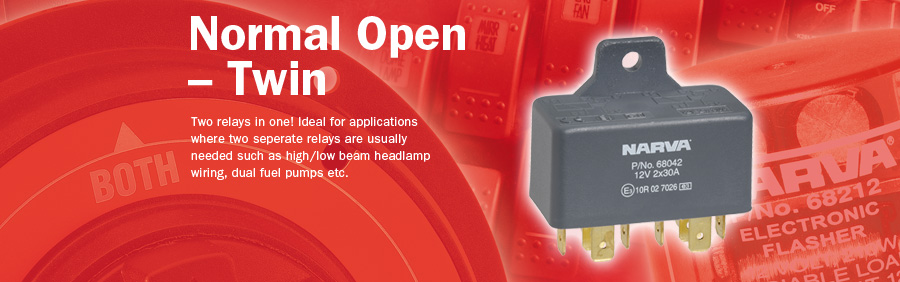 Normal Open
– Twin
Two relays in one! Ideal for applications
where two seperate relays are usually
needed such as high/low beam headlamp
wiring, dual fuel pumps etc.
BOTH
OFF
FAN
NARVA
P/No. 68042
12V 2x30A
E1 10R 02 7026
NARVA®
No. 68212
ELECTRONIC
FLASHER